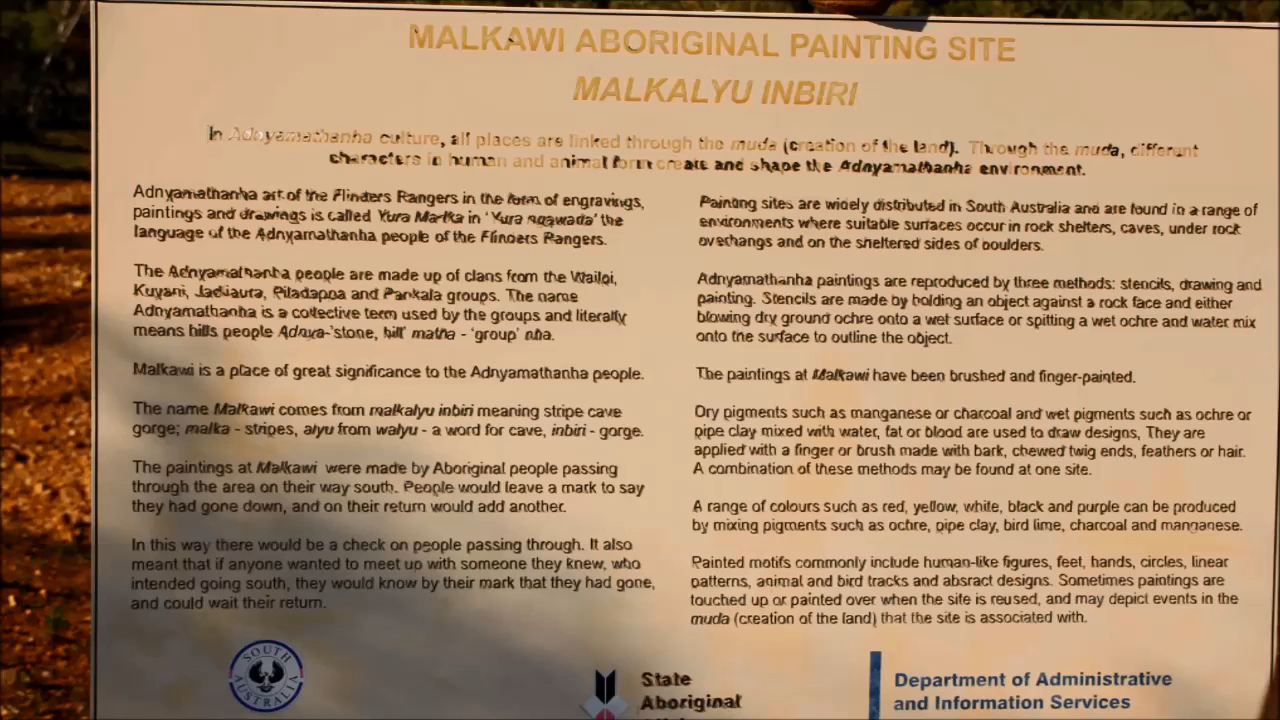 MALKAWI ABORIGINAL PAINTING SITE
MALKALYU INBIRI
In Adnyamathanha culture, all places are linked through the muda (creation of the land). Through the muda, different
characters in human and animal form create and shape the Adnyamathanha environment.
Adnyamathanha art of the Flinders Rangers in the form of engravings,
paintings and drawings is called Yura Marlka in 'Yura ngawada' the
language of the Adnyamathanha people of the Flinders Rangers.
The Adnyamathanha people are made up of clans from the Wailpi,
Kuyani, Jadliaura, Piladappa and Pankala groups. The name
Adnyamathanha is a collective term used by the groups and literally
means hills people Adnya-'stone, hill' matha - 'group' nha.
Malkawi is a place of great significance to the Adnyamathanha people.
The name Malkawi comes from malkalyu inbiri meaning stripe cave
gorge; malka - stripes, alyu from walyu - a word for cave, inbiri - gorge.
The paintings at Malkawi were made by Aboriginal people passing
through the area on their way south. People would leave a mark to say
they had gone down, and on their return would add another.
In this way there would be a check on people passing through. It also
meant that if anyone wanted to meet up with someone they knew, who
intended going south, they would know by their mark that they had gone,
and could wait their return.
Painting sites are widely distributed in South Australia and are found in a range of
environments where suitable surfaces occur in rock shelters, caves, under rock
overhangs and on the sheltered sides of boulders.
Adnyamathanha paintings are reproduced by three methods: stencils, drawing and
painting. Stencils are made by holding an object against a rock face and either
blowing dry ground ochre onto a wet surface or spitting a wet ochre and water mix
onto the surface to outline the object.
The paintings at Malkawi have been brushed and finger-painted.
Dry pigments such as manganese or charcoal and wet pigments such as ochre or
pipe clay mixed with water, fat or blood are used to draw designs, They are
applied with a finger or brush made with bark, chewed twig ends, feathers or hair.
A combination of these methods may be found at one site.
A range of colours such as red, yellow, white, black and purple can be produced
by mixing pigments such as ochre, pipe clay, bird lime, charcoal and manganese.
Painted motifs commonly include human-like figures, feet, hands, circles, linear
patterns, animal and bird tracks and absract designs. Sometimes paintings are
touched up or painted over when the site is reused, and may depict events in the
muda (creation of the land) that the site is associated with.
SOUTH
AUSTRALIA
State
Aboriginal
Department of Administrative
and Information Services